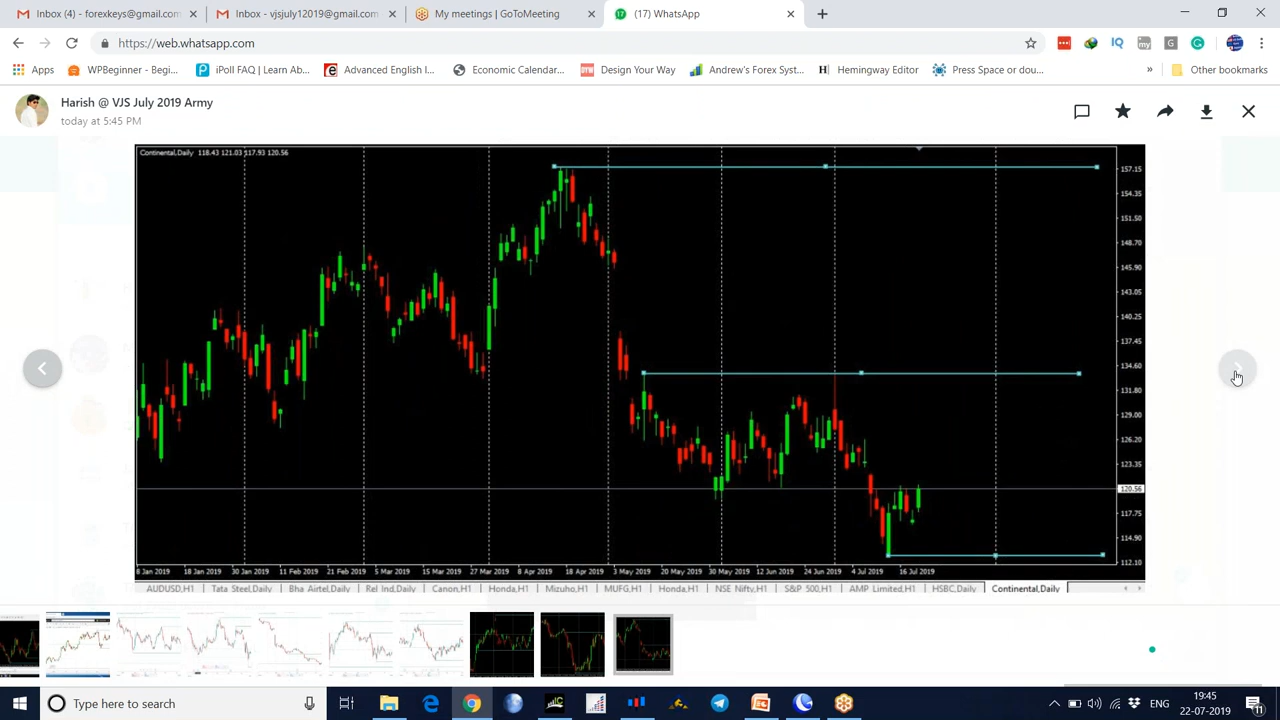 Inbox (4) - forexkeys@gmail.com
Inbox - vjsjuly12019@gmail.com
My meetings | GoToMeeting
(17) WhatsApp
https://web.whatsapp.com
Apps
WPBeginner - Begi...
iPoll FAQ | Learn Ab...
Advanced English I...
Economic Calendar...
Design Your Way
Andrew's Forex Syst...
Hemingway Editor
Press Space or dou...
»
Other bookmarks
Harish @ VJS July 2019 Army
today at 5:45 PM
Continental,Daily 118.43 121.03 117.93 120.56
157.15
154.35
151.50
148.70
145.90
143.05
140.25
137.45
134.60
131.80
129.00
126.20
123.35
120.56
117.75
114.90
112.10
8 Jan 2019 18 Jan 2019 30 Jan 2019 11 Feb 2019 21 Feb 2019 5 Mar 2019 15 Mar 2019 27 Mar 2019 8 Apr 2019 18 Apr 2019 3 May 2019 20 May 2019 30 May 2019 12 Jun 2019 24 Jun 2019 4 Jul 2019 16 Jul 2019
AUDUSD,H1 Tata Steel,Daily Bha Airtel,Daily Rel Ind,Daily Canon,H1 Honda,H1 Mizuho,H1 MUFG,H1 Honda,H1 NSE Nifty,H1 S&P 500,H1 AMP Limited,H1 HSBC,Daily Continental,Daily
Type here to search
ENG
19:45
22-07-2019